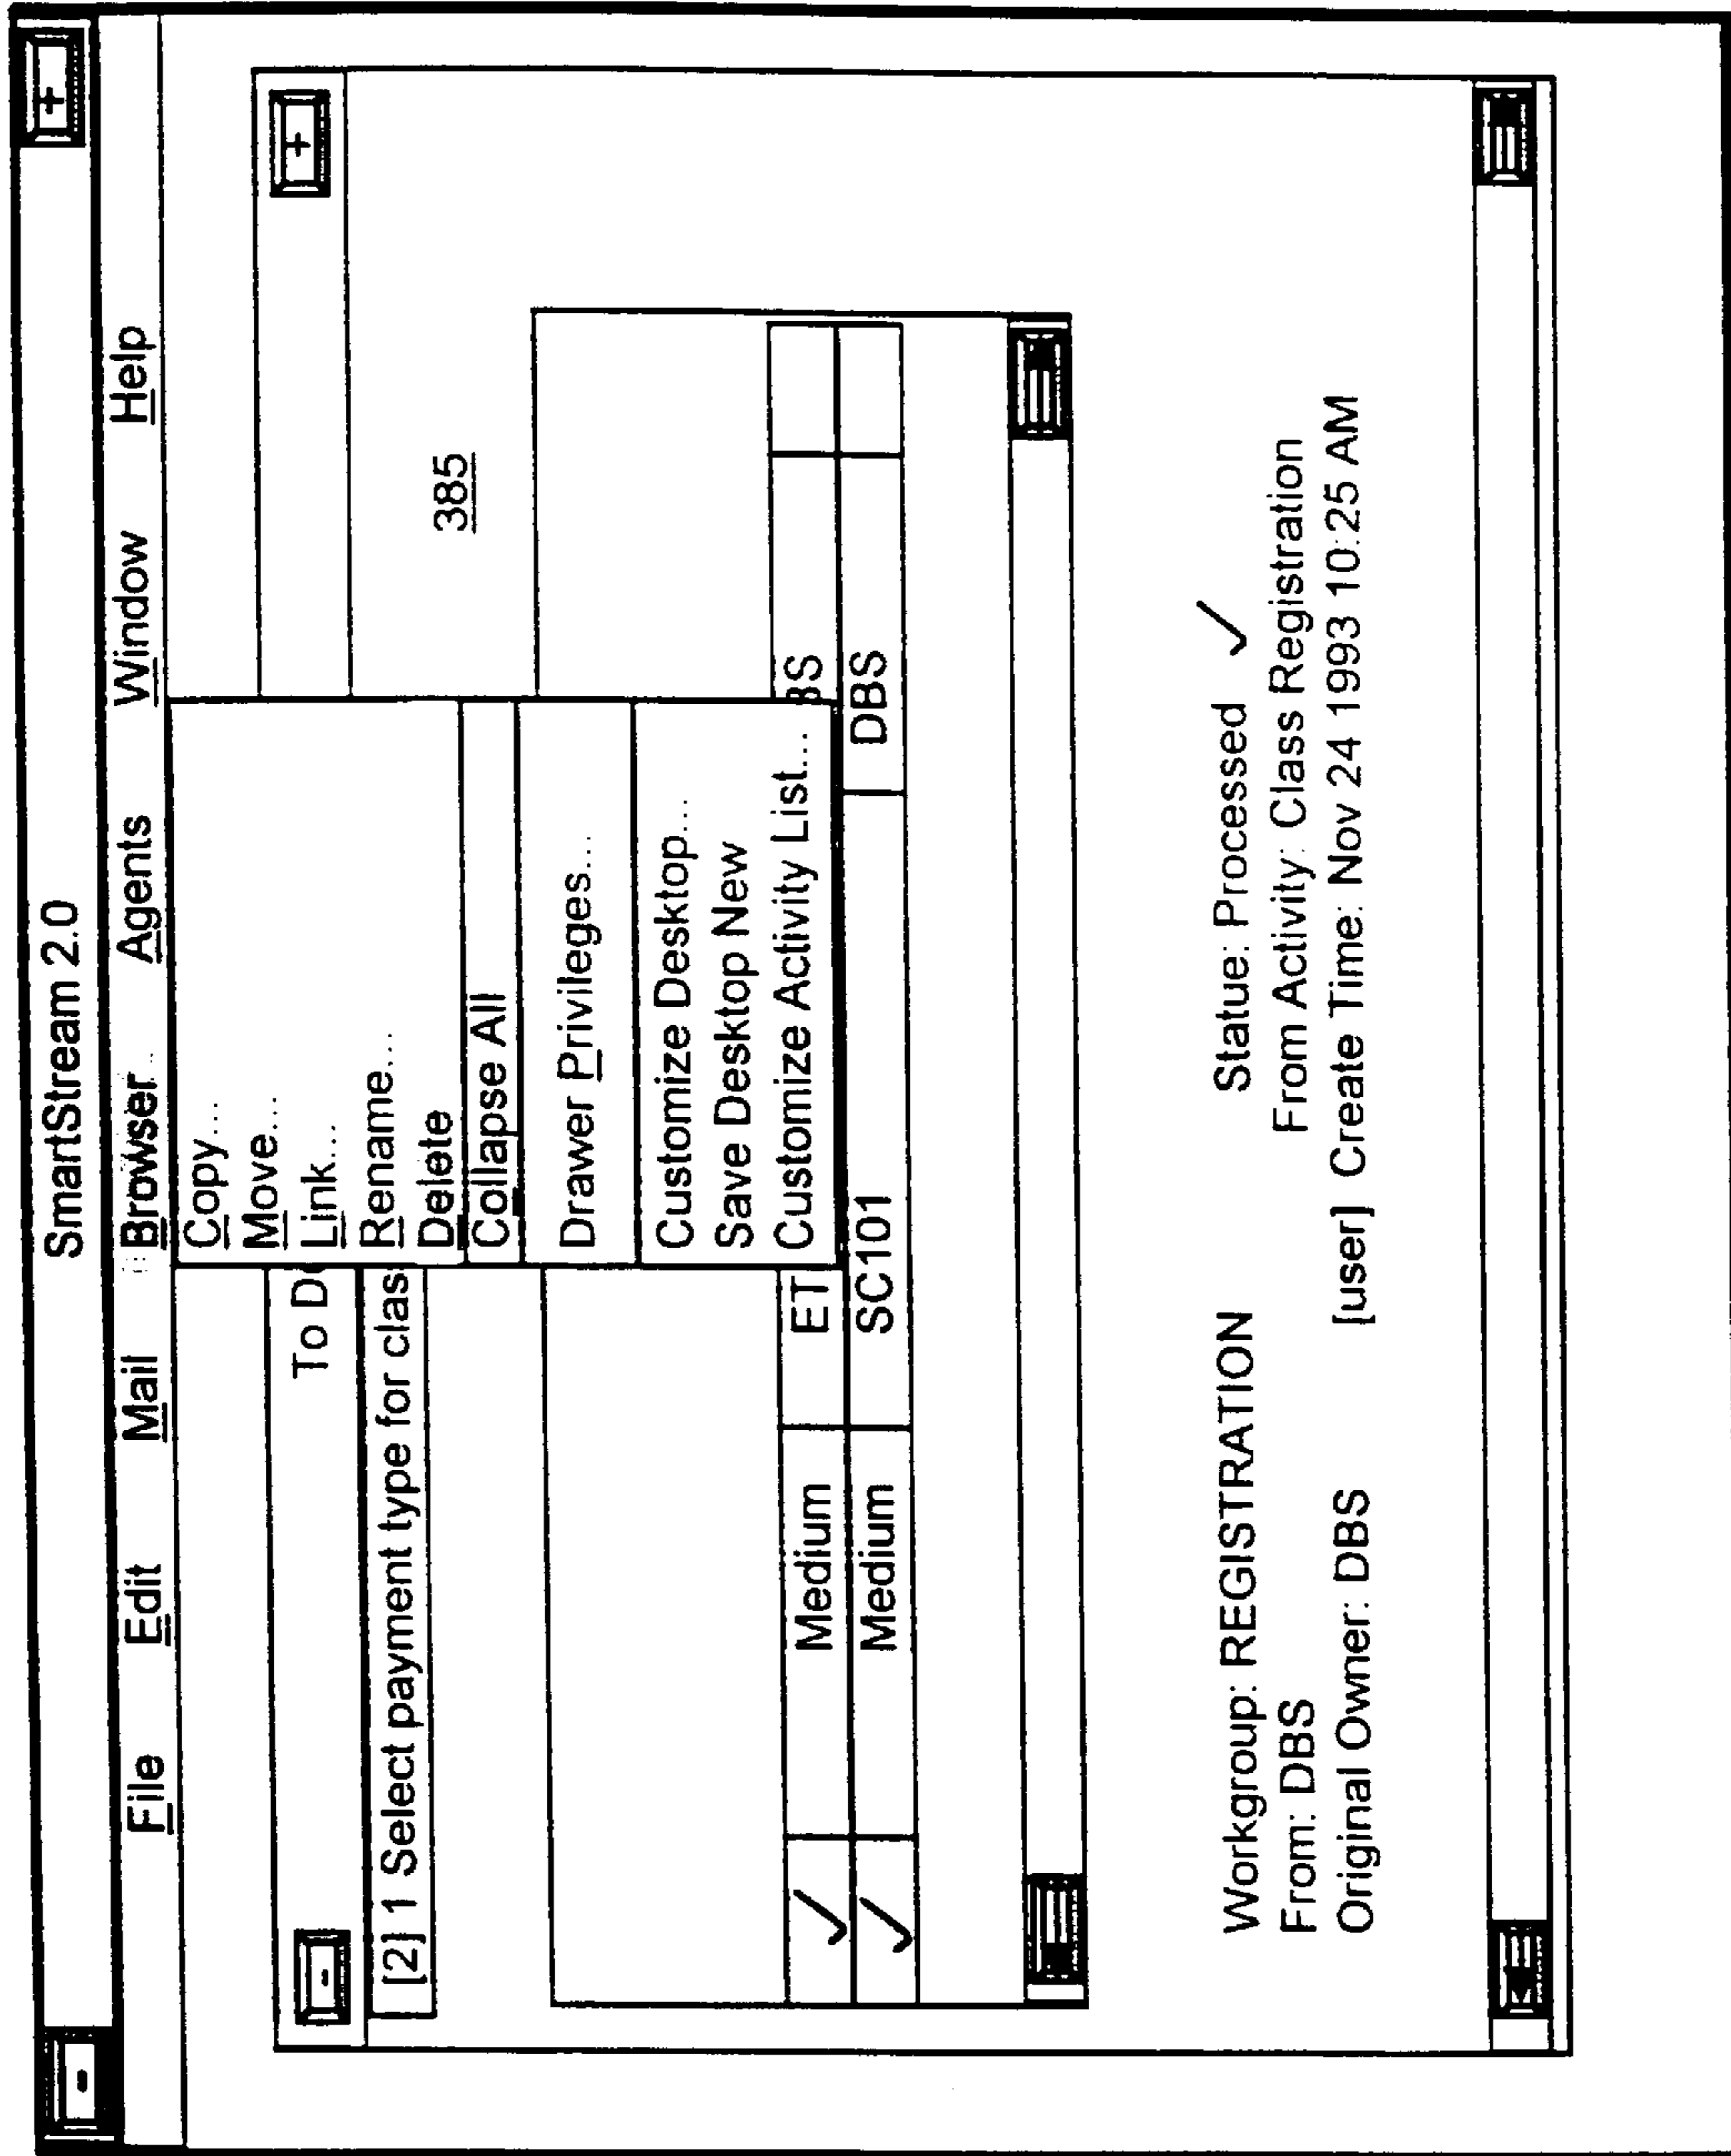 SmartStream 2.0
File Edit Mail Browser Agents Window Help
Copy...
Move...
Link...
Rename...
Delete
Collapse All
Drawer Privileges...
Customize Desktop...
Save Desktop New
Customize Activity List...
To D
[2] 1 Select payment type for clas
385
Medium ET BS
Medium SC101 DBS
Workgroup: REGISTRATION Statue: Processed ✓
From: DBS From Activity: Class Registration
Original Owner: DBS [user] Create Time: Nov 24 1993 10:25 AM